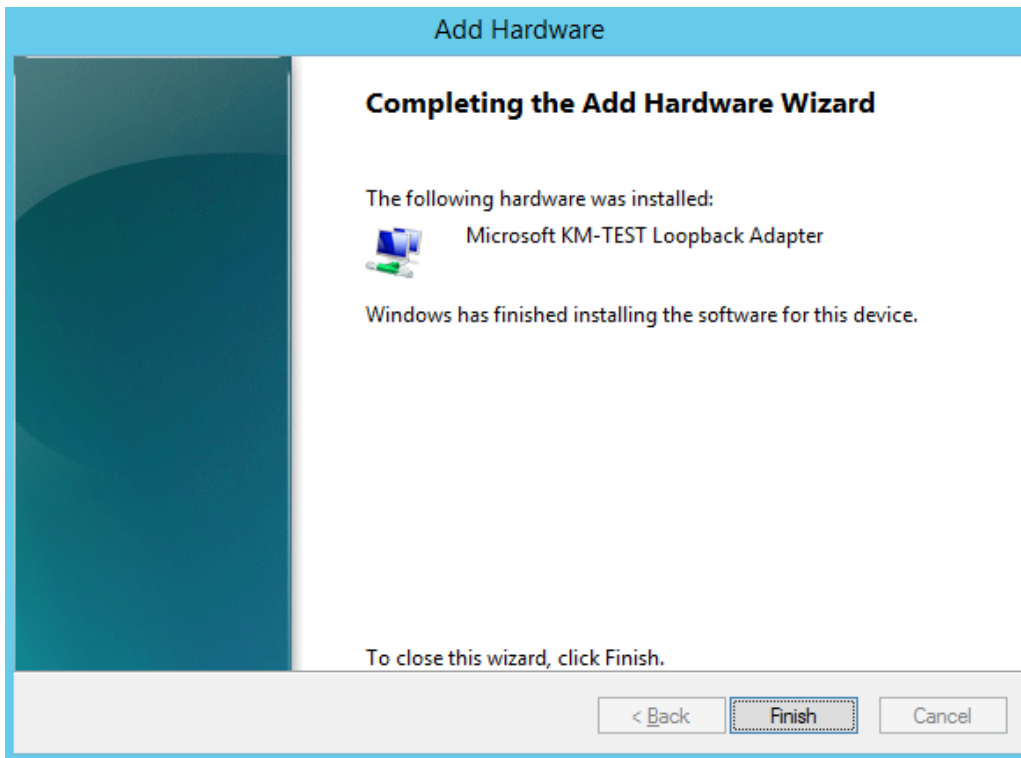 Add Hardware
Completing the Add Hardware Wizard
The following hardware was installed:
Microsoft KM-TEST Loopback Adapter
Windows has finished installing the software for this device.
To close this wizard, click Finish.
< Back
Finish
Cancel